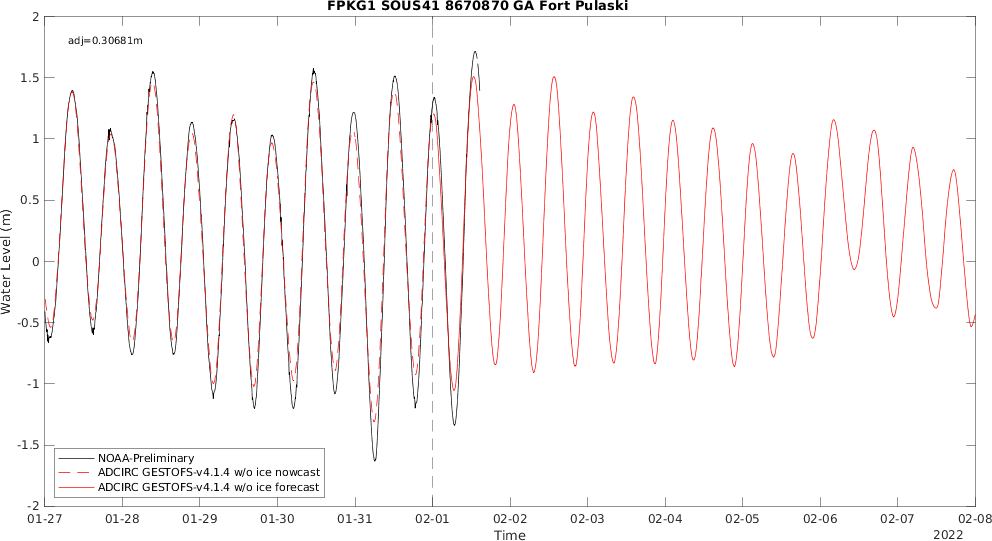 FPKG1 SOUS41 8670870 GA Fort Pulaski
adj=0.30681m
2
1.5
1
0.5
0
-0.5
-1
-1.5
-2
Water Level (m)
NOAA-Preliminary
ADCIRC GESTOFS-v4.1.4 w/o ice nowcast
ADCIRC GESTOFS-v4.1.4 w/o ice forecast
01-27 01-28 01-29 01-30 01-31 02-01 02-02 02-03 02-04 02-05 02-06 02-07 02-08
Time
2022